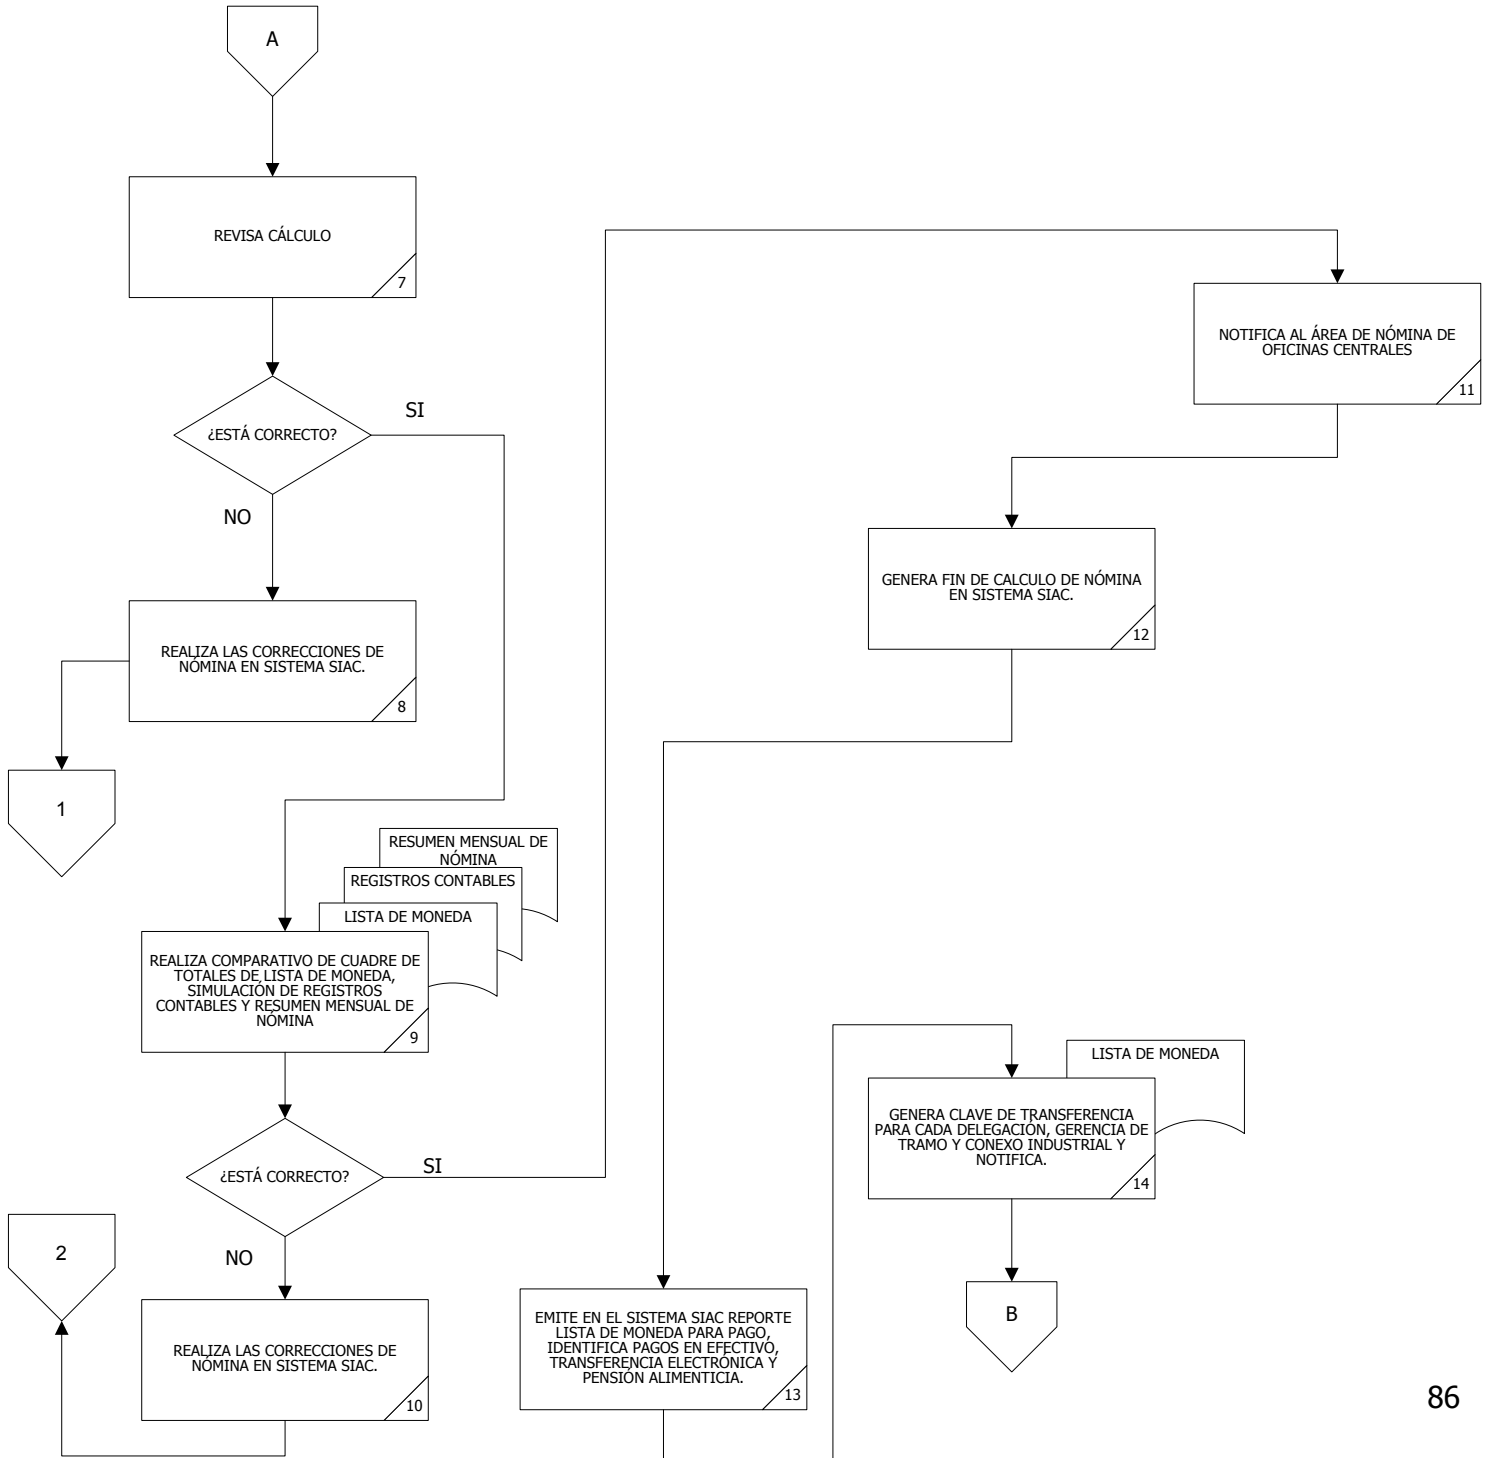 A
REVISA CÁLCULO
7
¿ESTÁ CORRECTO?
SI
NO
REALIZA LAS CORRECCIONES DE
NÓMINA EN SISTEMA SIAC.
8
1
RESUMEN MENSUAL DE
NÓMINA
REGISTROS CONTABLES
LISTA DE MONEDA
REALIZA COMPARATIVO DE CUADRE DE
TOTALES DE LISTA DE MONEDA,
SIMULACIÓN DE REGISTROS
CONTABLES Y RESUMEN MENSUAL DE
NÓMINA
9
¿ESTÁ CORRECTO?
SI
NO
2
REALIZA LAS CORRECCIONES DE
NÓMINA EN SISTEMA SIAC.
10
NOTIFICA AL ÁREA DE NÓMINA DE
OFICINAS CENTRALES
11
GENERA FIN DE CALCULO DE NÓMINA
EN SISTEMA SIAC.
12
EMITE EN EL SISTEMA SIAC REPORTE
LISTA DE MONEDA PARA PAGO,
IDENTIFICA PAGOS EN EFECTIVO,
TRANSFERENCIA ELECTRÓNICA Y
PENSIÓN ALIMENTICIA.
13
LISTA DE MONEDA
GENERA CLAVE DE TRANSFERENCIA
PARA CADA DELEGACIÓN, GERENCIA DE
TRAMO Y CONEXO INDUSTRIAL Y
NOTIFICA.
14
B
86